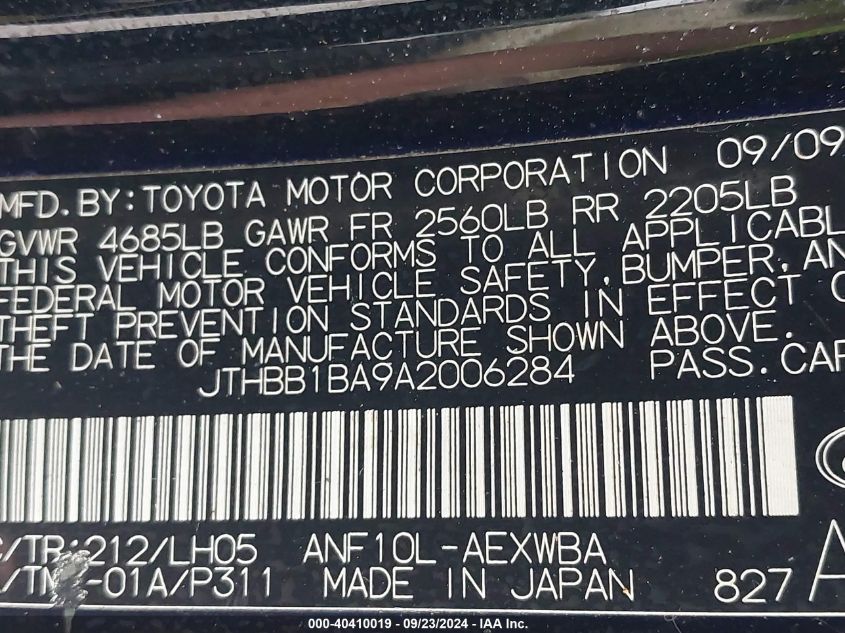 MFD. BY: TOYOTA MOTOR CORPORATION 09/09
GVWR 4685LB GAWR FR 2560LB RR 2205LB
THIS VEHICLE CONFORMS TO ALL APPLICABL
FEDERAL MOTOR VEHICLE SAFETY, BUMPER, AN
THEFT PREVENTION STANDARDS IN EFFECT O
THE DATE OF MANUFACTURE SHOWN ABOVE.
JTHBB1BA9A2006284 PASS. CAR
C/TR:212/LH05 ANF10L-AEXWBA
-01A/P311 MADE IN JAPAN 827
000-40410019 - 09/23/2024 - IAA Inc.